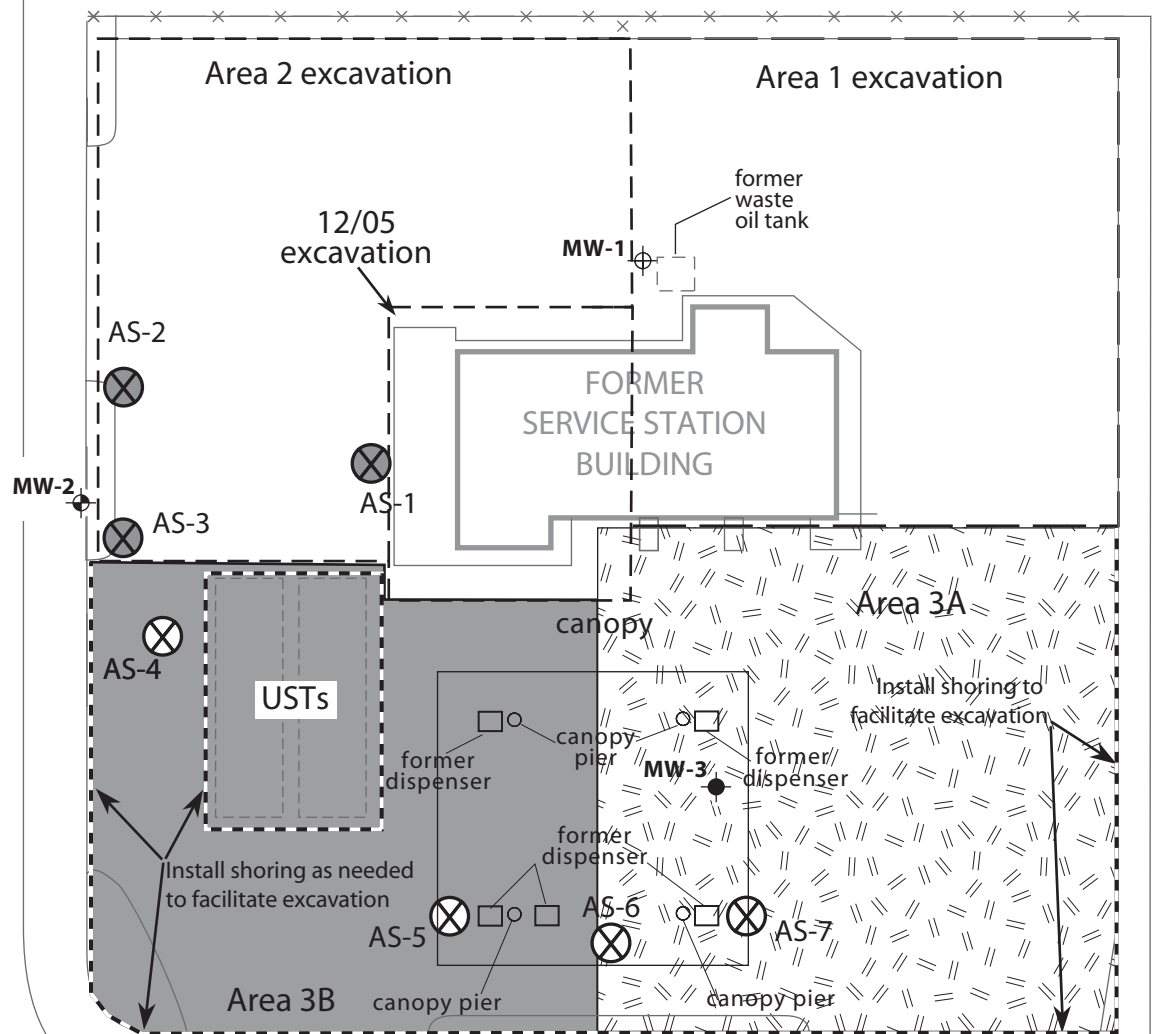 Area 2 excavation
Area 1 excavation
former
waste
oil tank
12/05
excavation
MW-1
AS-2
FORMER
SERVICE STATION
BUILDING
MW-2
AS-1
AS-3
Area 3A
canopy
AS-4
USTs
Install shoring to
facilitate excavation
canopy
pier
former
dispenser
former
dispenser
MW-3
former
dispenser
Install shoring as needed
to facilitate excavation
AS-5
AS-6
AS-7
Area 3B
canopy pier
canopy pier